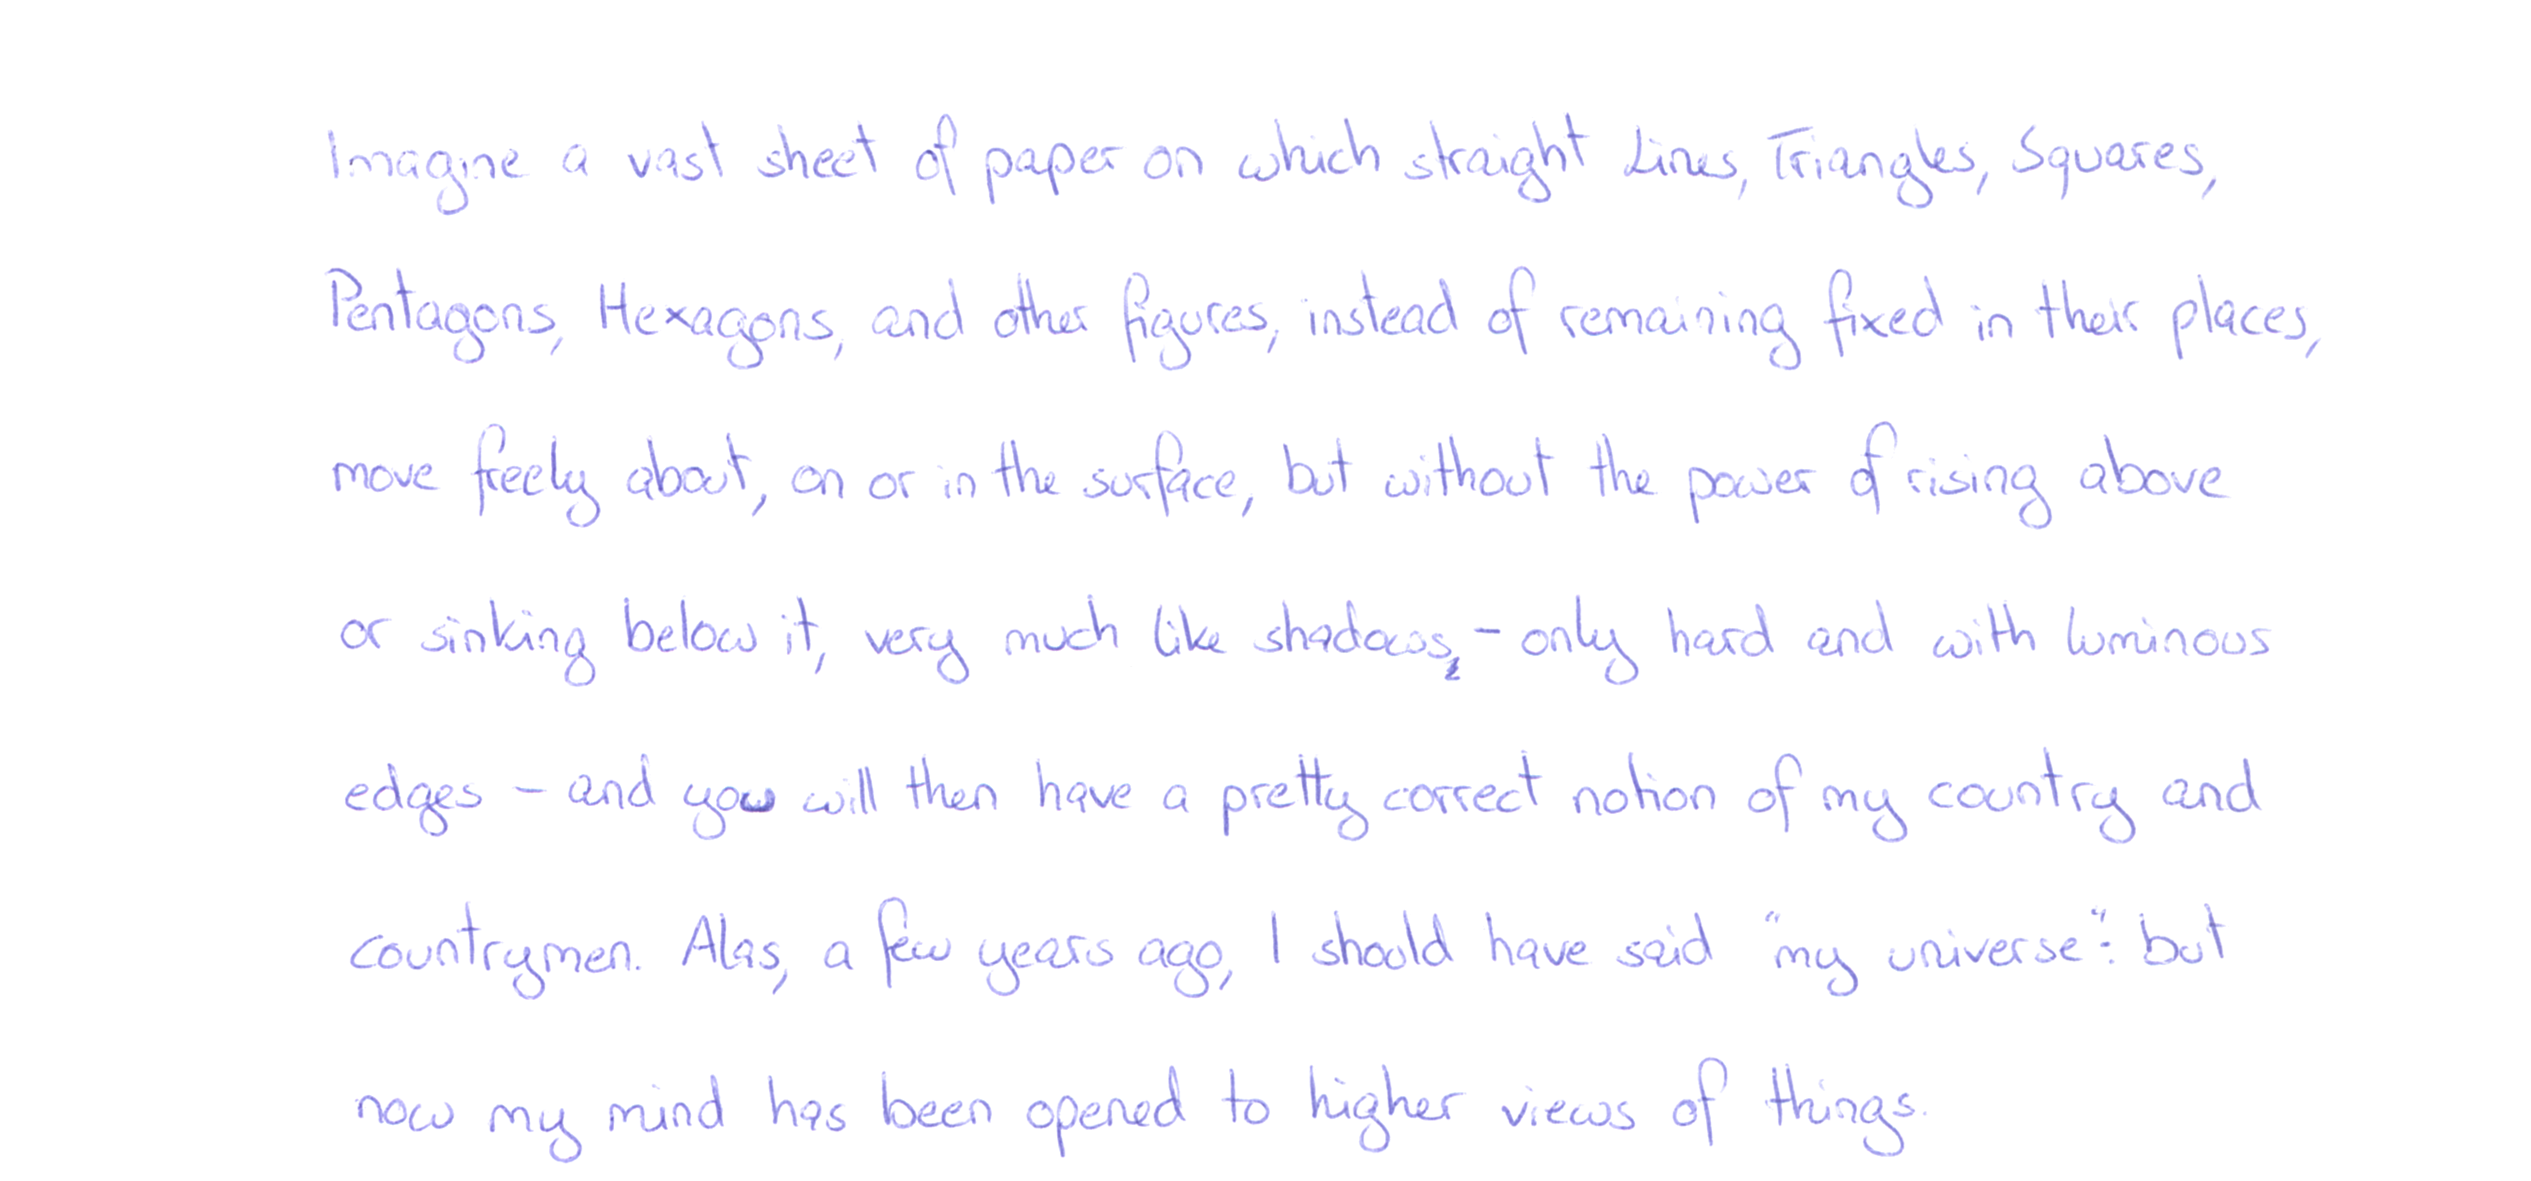 Imagine a vast sheet of paper on which straight Lines, Triangles, Squares,
Pentagons, Hexagons, and other figures, instead of remaining fixed in their places,
move freely about, on or in the surface, but without the power of rising above
or sinking below it, very much like shadows, - only hard and with luminous
edges - and you will then have a pretty correct notion of my country and
countrymen. Alas, a few years ago, I should have said "my universe": but
now my mind has been opened to higher views of things.